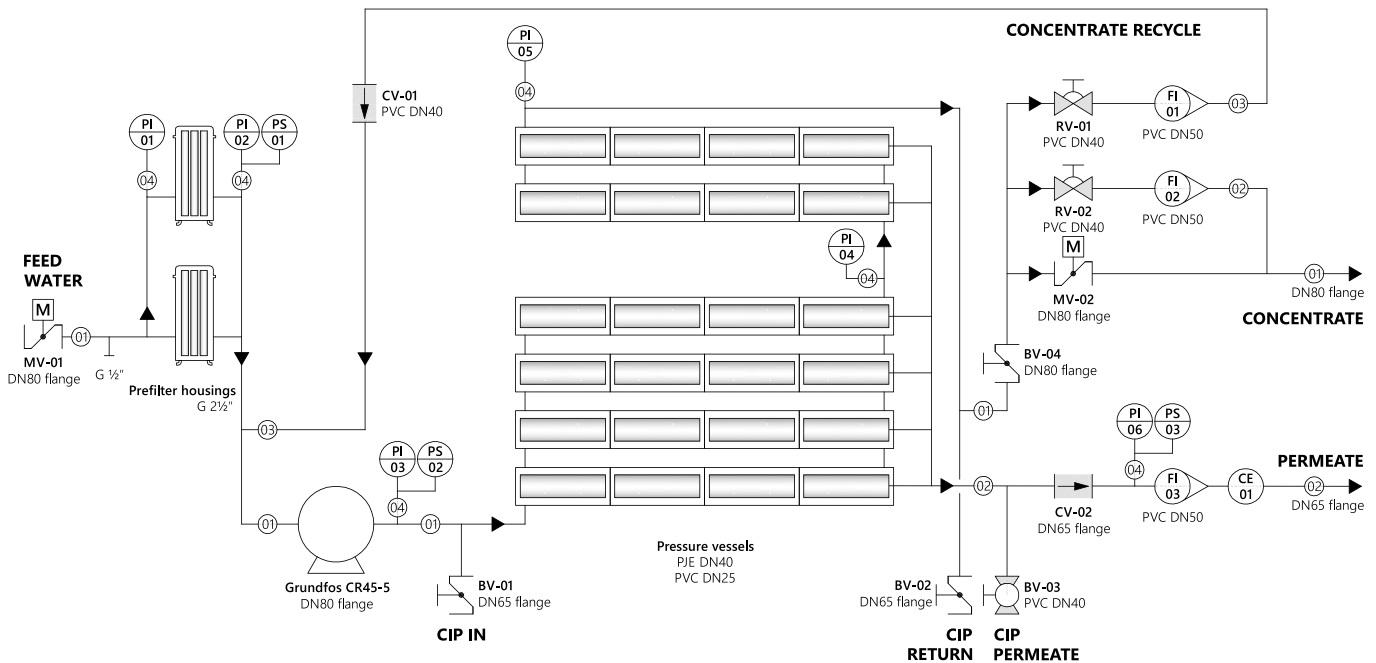 CONCENTRATE RECYCLE
PI
05
04
CV-01
PVC DN40
PI
01
PI
02
PS
01
04
04
RV-01
PVC DN40
FI
01
PVC DN50
03
RV-02
PVC DN40
FI
02
PVC DN50
02
M
MV-02
DN80 flange
01
DN80 flange
CONCENTRATE
PI
04
04
FEED
WATER
M
01
MV-01
DN80 flange
G ½"
Prefilter housings
G 2½"
03
BV-04
DN80 flange
01
PI
03
PS
02
04
01
01
Grundfos CR45-5
DN80 flange
BV-01
DN65 flange
CIP IN
Pressure vessels
PJE DN40
PVC DN25
02
CV-02
DN65 flange
PI
06
PS
03
04
FI
03
PVC DN50
CE
01
PERMEATE
02
DN65 flange
BV-02
DN65 flange
CIP
RETURN
BV-03
PVC DN40
CIP
PERMEATE